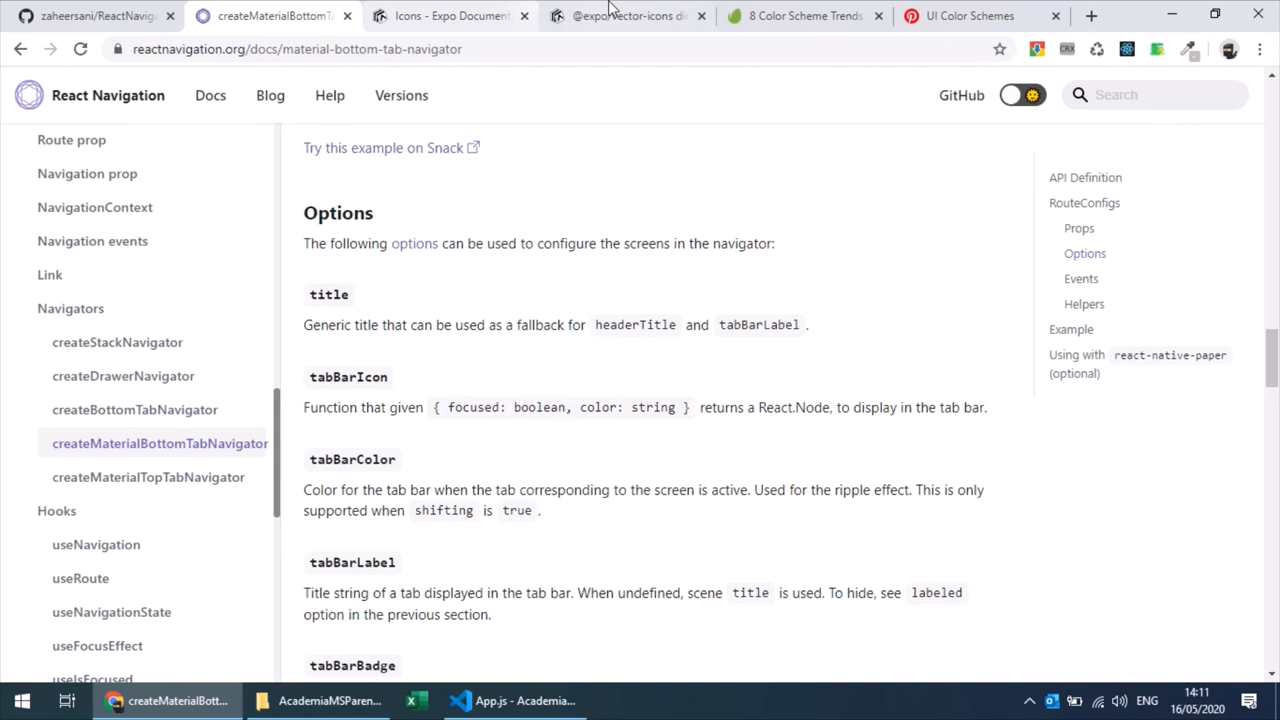 zaheersani/ReactNaviga
createMaterialBottomTa
Icons - Expo Document
@expo/vector-icons di
8 Color Scheme Trends
UI Color Schemes
reactnavigation.org/docs/material-bottom-tab-navigator
CRX
React Navigation
Docs
Blog
Help
Versions
GitHub
Search
Route prop
Navigation prop
NavigationContext
Navigation events
Link
Navigators
createStackNavigator
createDrawerNavigator
createBottomTabNavigator
createMaterialBottomTabNavigator
createMaterialTopTabNavigator
Hooks
useNavigation
useRoute
useNavigationState
useFocusEffect
useIsFocused
Try this example on Snack
Options
The following options can be used to configure the screens in the navigator:
title
Generic title that can be used as a fallback for headerTitle and tabBarLabel .
tabBarIcon
Function that given { focused: boolean, color: string } returns a React.Node, to display in the tab bar.
tabBarColor
Color for the tab bar when the tab corresponding to the screen is active. Used for the ripple effect. This is only
supported when shifting is true .
tabBarLabel
Title string of a tab displayed in the tab bar. When undefined, scene title is used. To hide, see labeled
option in the previous section.
tabBarBadge
API Definition
RouteConfigs
Props
Options
Events
Helpers
Example
Using with react-native-paper
(optional)
createMaterialBott...
AcademiaMSParen...
App.js - Academia...
ENG
14:11
16/05/2020